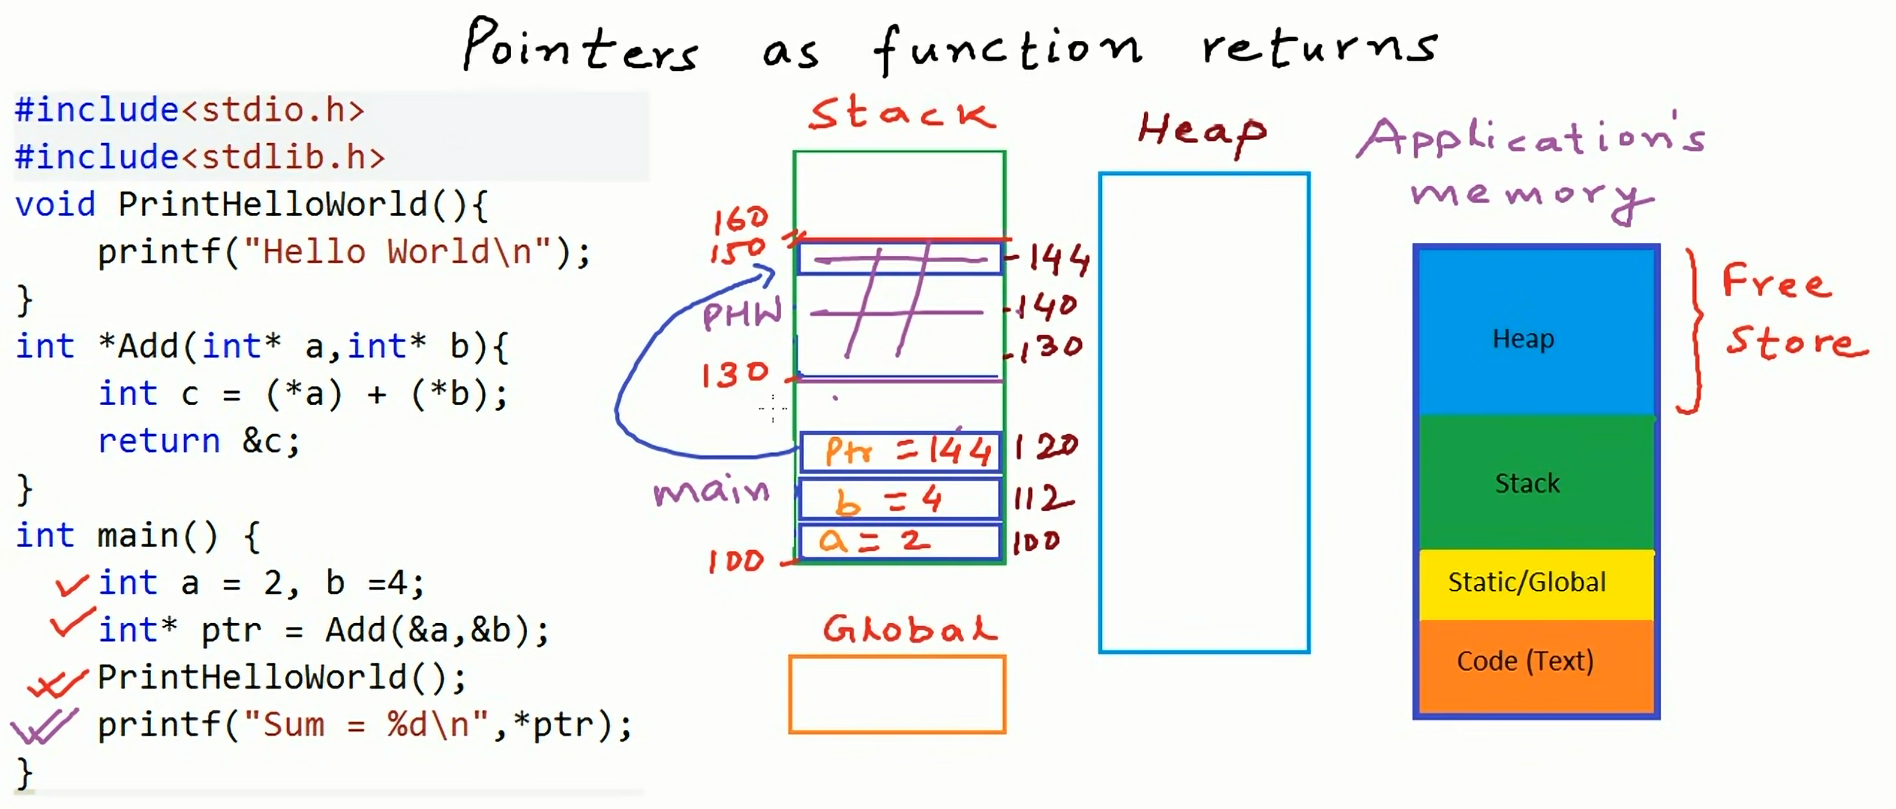 Pointers as function returns
#include<stdio.h>
#include<stdlib.h>
void PrintHelloWorld(){
    printf("Hello World\n");
}
int *Add(int* a,int* b){
    int c = (*a) + (*b);
    return &c;
}
int main() {
    int a = 2, b =4;
    int* ptr = Add(&a,&b);
    PrintHelloWorld();
    printf("Sum = %d\n",*ptr);
}
Stack
160
150
144
PHW
140
130
130
Ptr = 144 120
main
b = 4 112
a = 2 100
100
Global
Heap
Application's
memory
Heap
Stack
Static/Global
Code (Text)
Free
Store